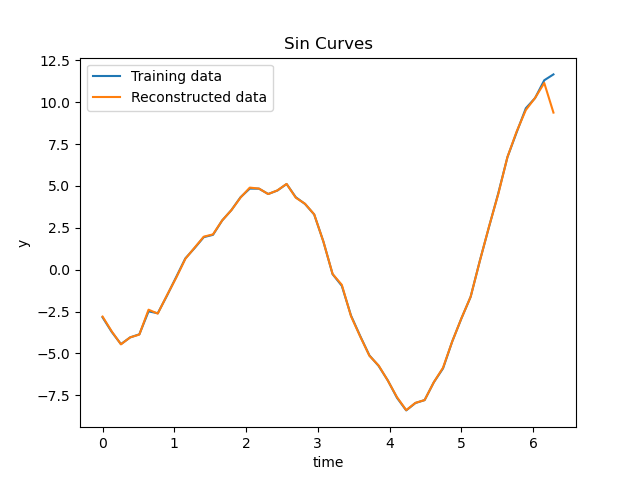 Sin Curves
Training data
Reconstructed data
12.5
10.0
7.5
5.0
2.5
0.0
−2.5
−5.0
−7.5
y
0 1 2 3 4 5 6
time